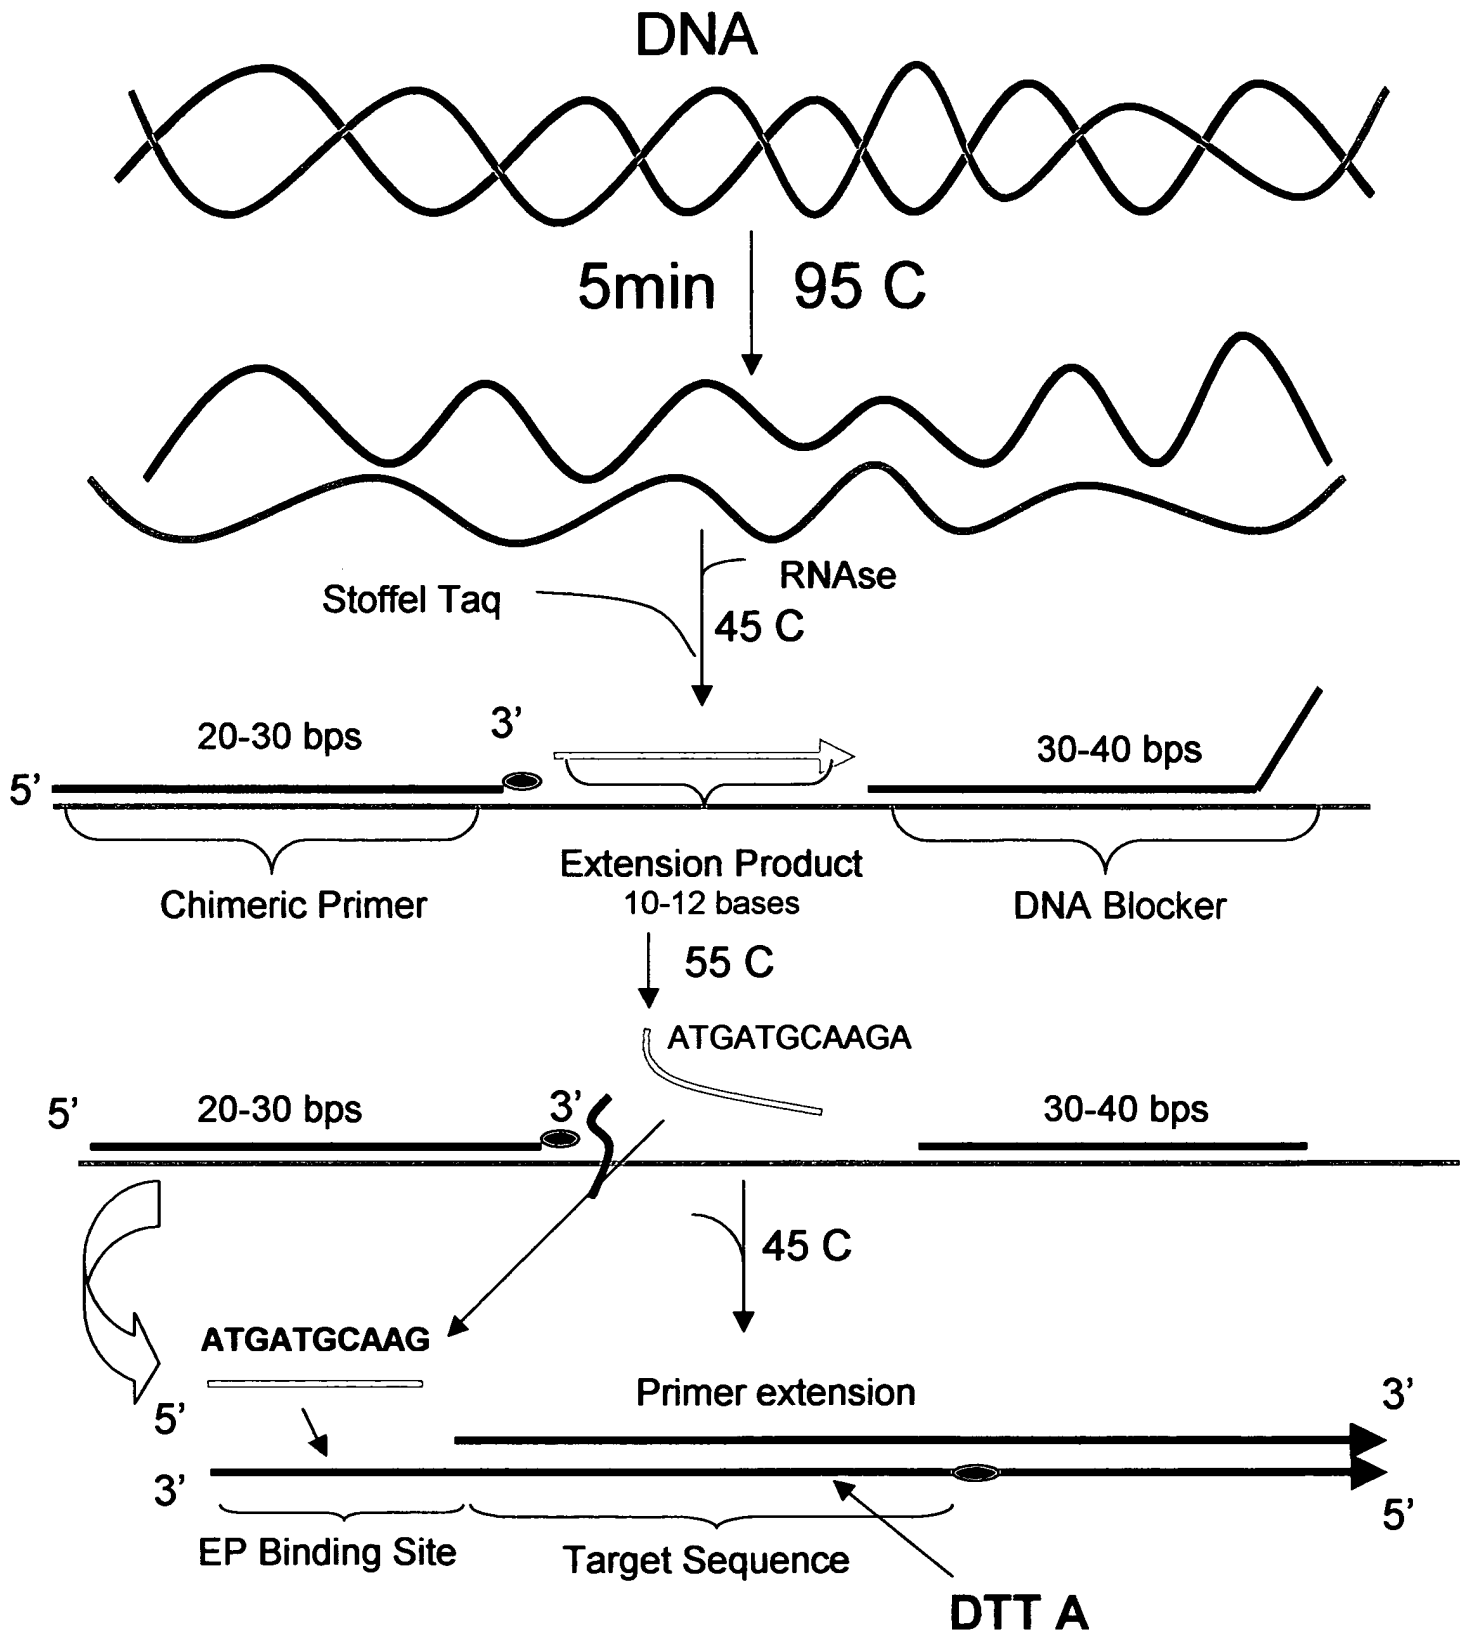 DNA
5min 95 C
RNAse
Stoffel Taq
45 C
3’
20-30 bps
30-40 bps
5’
Extension Product
Chimeric Primer
10-12 bases
DNA Blocker
55 C
ATGATGCAAGA
5’
20-30 bps
3’
30-40 bps
45 C
ATGATGCAAG
Primer extension
3’
5’
3’
5’
EP Binding Site
Target Sequence
DTT A